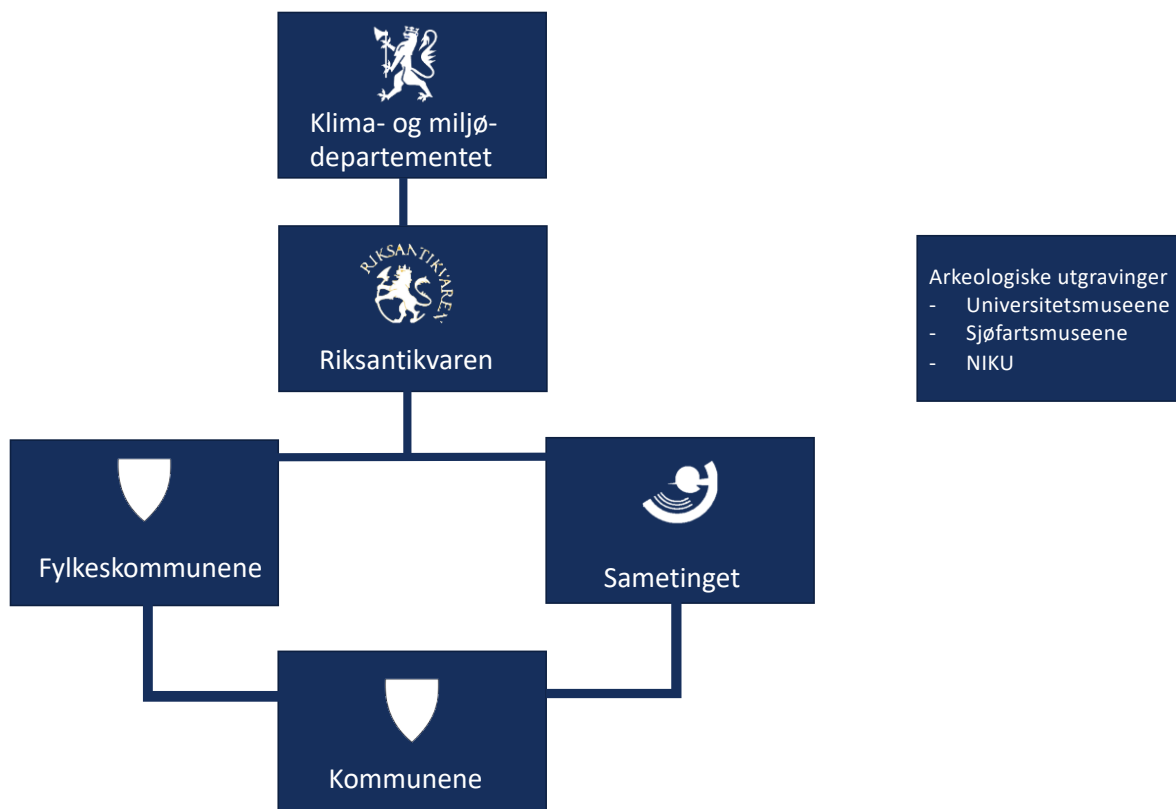 Klima- og miljø-
departementet
RIKSANTIKVAREN
Riksantikvaren
Arkeologiske utgravinger
- Universitetsmuseene
- Sjøfartsmuseene
- NIKU
Fylkeskommunene
Sametinget
Kommunene